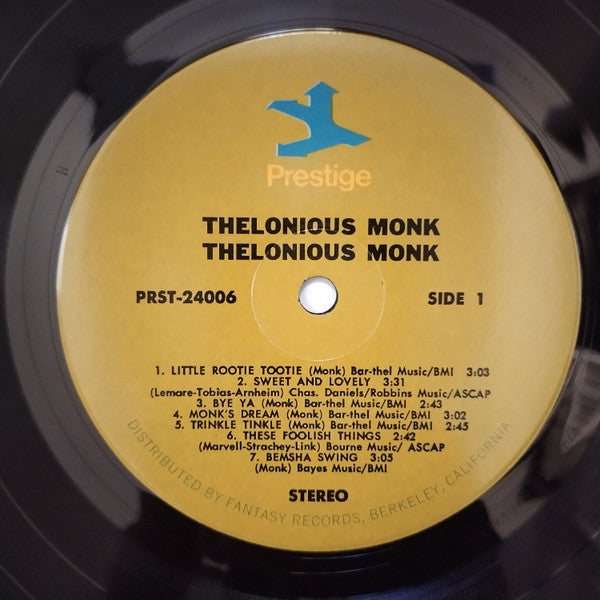 Prestige
THELONIOUS MONK
THELONIOUS MONK
PRST-24006
SIDE 1
1. LITTLE ROOTIE TOOTIE (Monk) Bar-thel Music/BMI 3:03
2. SWEET AND LOVELY 3:31
(Lemare-Tobias-Arnheim) Chas. Daniels/Robbins Music/ASCAP
3. BYE YA (Monk) Bar-thel Music/BMI 2:43
4. MONK'S DREAM (Monk) Bar-thel Music/BMI 3:02
5. TRINKLE TINKLE (Monk) Bar-thel Music/BMI 2:45
6. THESE FOOLISH THINGS 2:42
(Marvell-Strachey-Link) Bourne Music/ ASCAP
7. BEMSHA SWING 3:05
(Monk) Bayes Music/BMI
STEREO
DISTRIBUTED BY FANTASY RECORDS, BERKELEY, CALIFORNIA